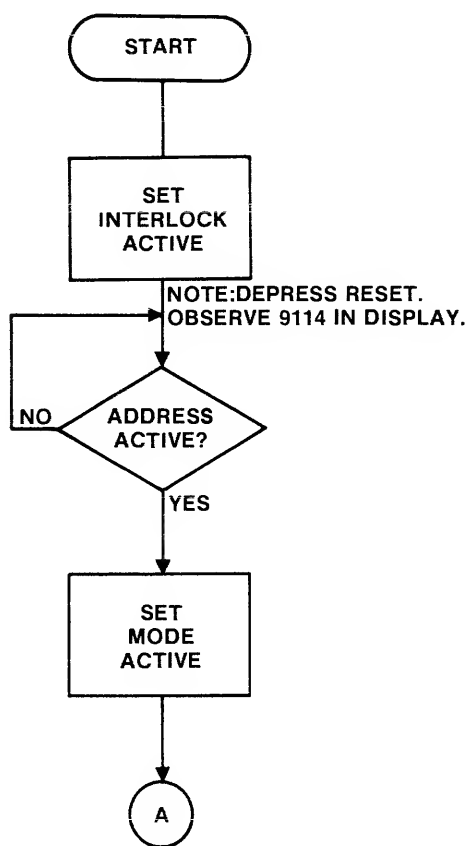 START
SET
INTERLOCK
ACTIVE
NOTE:DEPRESS RESET.
OBSERVE 9114 IN DISPLAY.
NO
ADDRESS
ACTIVE?
YES
SET
MODE
ACTIVE
A